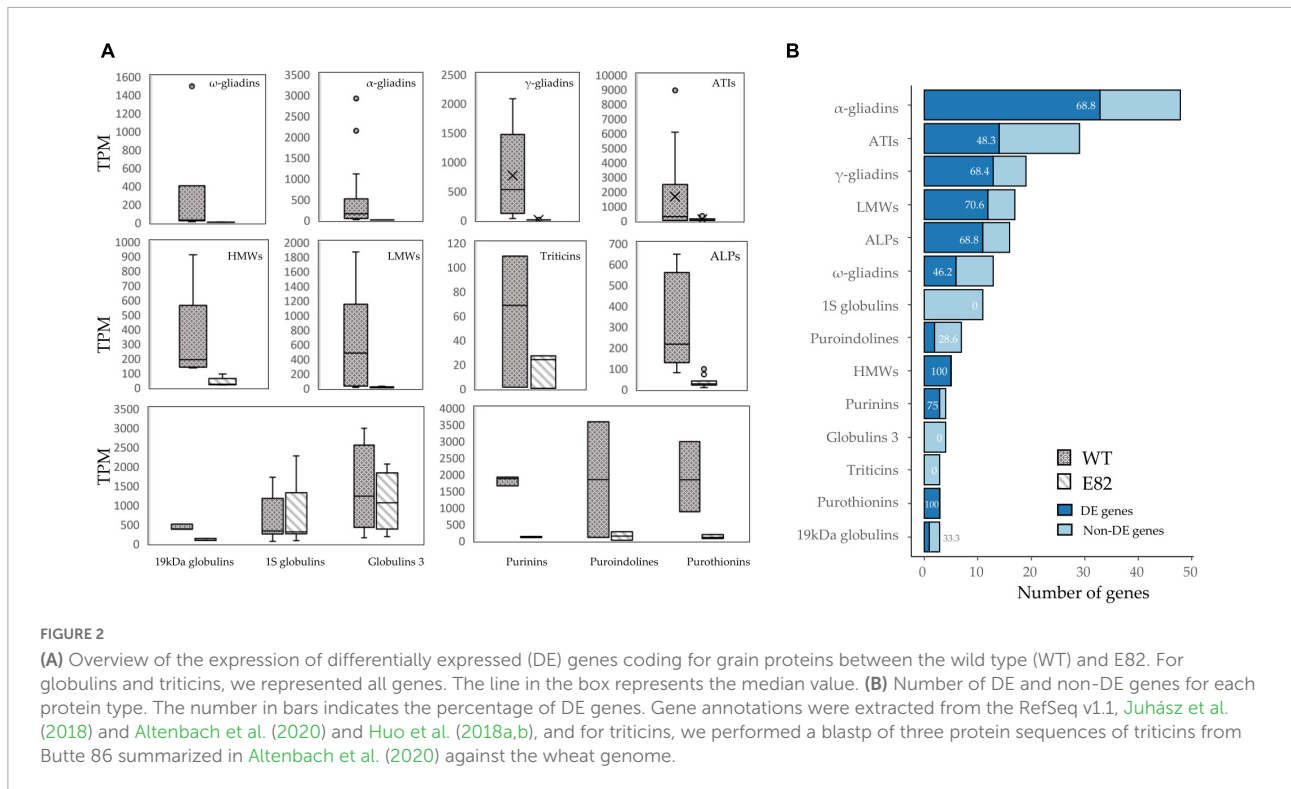 A
B
TPM
1600
1400
1200
1000
800
600
400
200
0
ω-gliadins
3500
3000
2500
2000
1500
1000
500
0
α-gliadins
2500
2000
1500
1000
500
0
γ-gliadins
10000
9000
8000
7000
6000
5000
4000
3000
2000
1000
0
ATIs
TPM
1000
900
800
700
600
500
400
300
200
100
0
HMWs
2000
1800
1600
1400
1200
1000
800
600
400
200
0
LMWs
120
100
80
60
40
20
0
Triticins
700
600
500
400
300
200
100
0
ALPs
TPM
3500
3000
2500
2000
1500
1000
500
0
19kDa globulins 1S globulins Globulins 3
4000
3500
3000
2500
2000
1500
1000
500
0
Purinins Puroindolines Purothionins
α-gliadins 68.8
ATIs 48.3
γ-gliadins 68.4
LMWs 70.6
ALPs 68.8
ω-gliadins 46.2
1S globulins 0
Puroindolines 28.6
HMWs 100
Purinins 75
Globulins 3 0
Triticins 0
Purothionins 100
19kDa globulins 33.3
WT
E82
DE genes
Non-DE genes
0 10 20 30 40 50
Number of genes
FIGURE 2
(A) Overview of the expression of differentially expressed (DE) genes coding for grain proteins between the wild type (WT) and E82. For
globulins and triticins, we represented all genes. The line in the box represents the median value. (B) Number of DE and non-DE genes for each
protein type. The number in bars indicates the percentage of DE genes. Gene annotations were extracted from the RefSeq v1.1, Juhász et al.
(2018) and Altenbach et al. (2020) and Huo et al. (2018a,b), and for triticins, we performed a blastp of three protein sequences of triticins from
Butte 86 summarized in Altenbach et al. (2020) against the wheat genome.